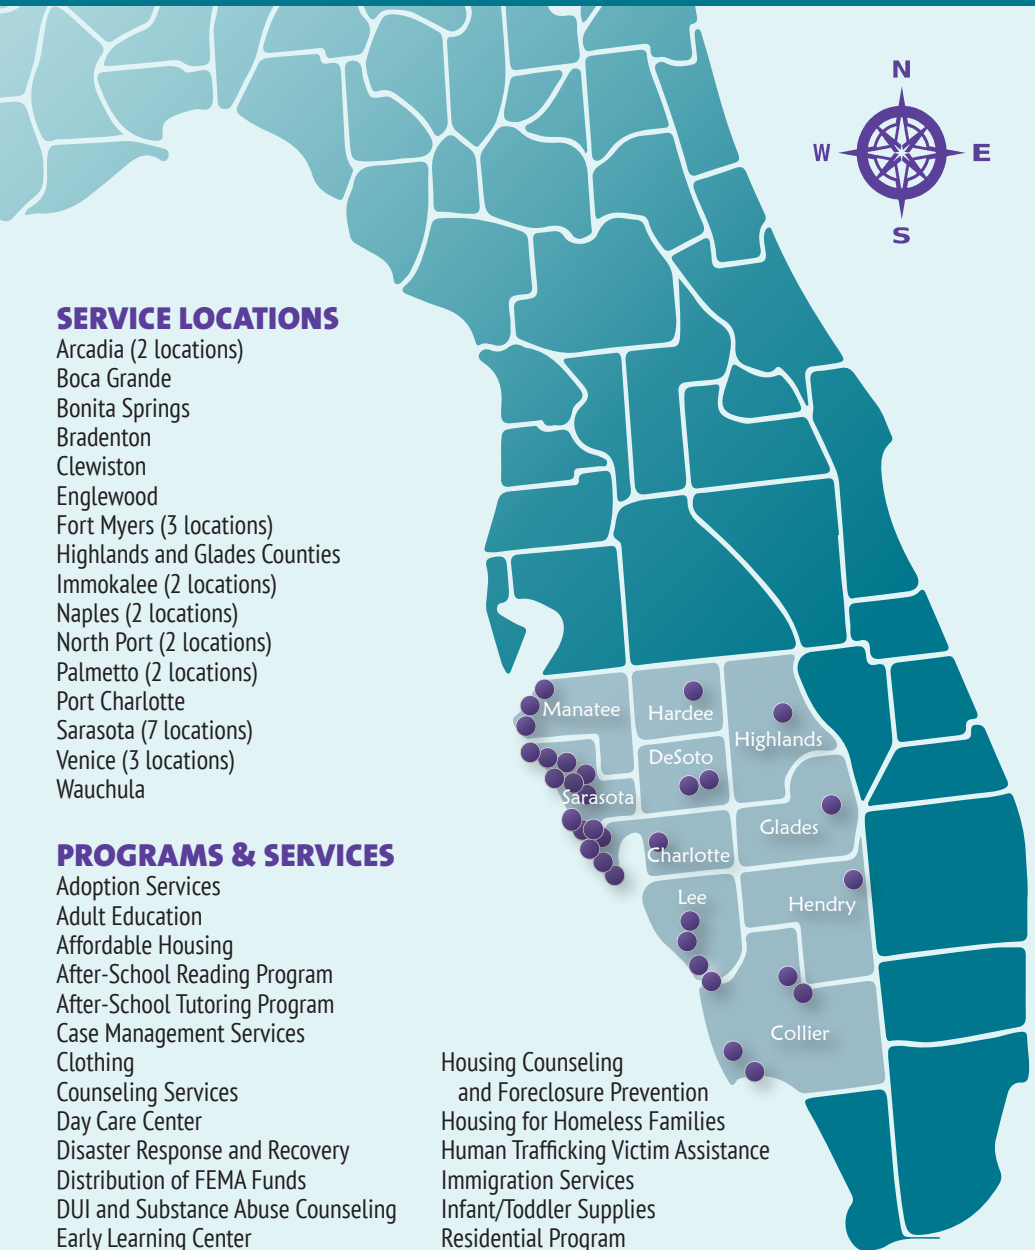 N
W
E
S
SERVICE LOCATIONS
Arcadia (2 locations)
Boca Grande
Bonita Springs
Bradenton
Clewiston
Englewood
Fort Myers (3 locations)
Highlands and Glades Counties
Immokalee (2 locations)
Naples (2 locations)
North Port (2 locations)
Palmetto (2 locations)
Port Charlotte
Sarasota (7 locations)
Venice (3 locations)
Wauchula
Manatee
Hardee
Highlands
DeSoto
Sarasota
Glades
Charlotte
Lee
Hendry
Collier
PROGRAMS & SERVICES
Adoption Services
Adult Education
Affordable Housing
After-School Reading Program
After-School Tutoring Program
Case Management Services
Clothing
Counseling Services
Day Care Center
Disaster Response and Recovery
Distribution of FEMA Funds
DUI and Substance Abuse Counseling
Early Learning Center
Housing Counseling
and Foreclosure Prevention
Housing for Homeless Families
Human Trafficking Victim Assistance
Immigration Services
Infant/Toddler Supplies
Residential Program